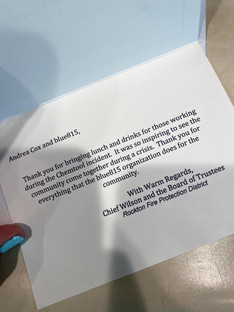 Andrea Cox and blue815,
Thank you for bringing lunch and drinks for those working
during the Chemtool incident. It was so inspiring to see the
community come together during a crisis. Thank you for
everything that the blue815 organization does for the
community.
With Warm Regards,
Chief Wilson and the Board of Trustees
Rockton Fire Protection District